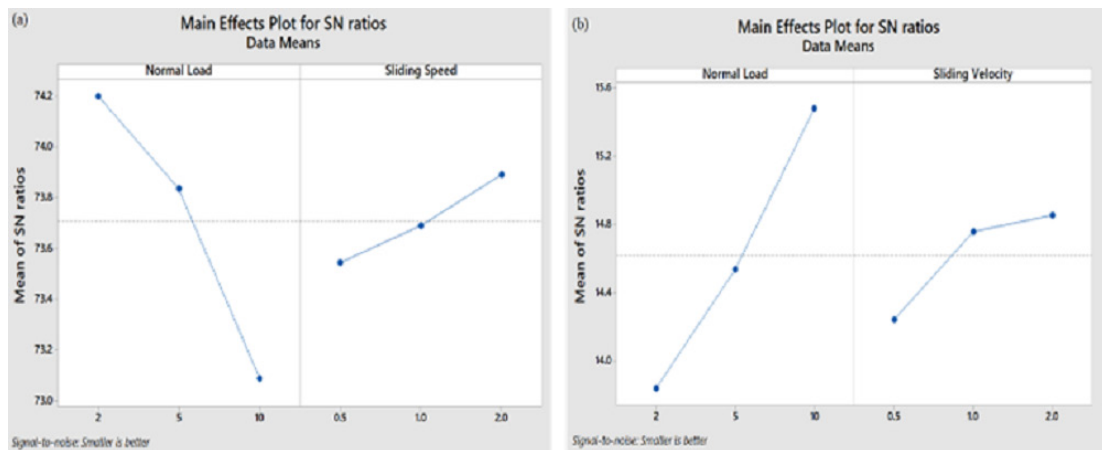 (a)
Main Effects Plot for SN ratios
Data Means
Normal Load Sliding Speed
Mean of SN ratios
74.2
74.0
73.8
73.6
73.4
73.2
73.0
2 5 10 0.5 1.0 2.0
Signal-to-noise: Smaller is better
(b)
Main Effects Plot for SN ratios
Data Means
Normal Load Sliding Velocity
Mean of SN ratios
15.6
15.2
14.8
14.4
14.0
2 5 10 0.5 1.0 2.0
Signal-to-noise: Smaller is better